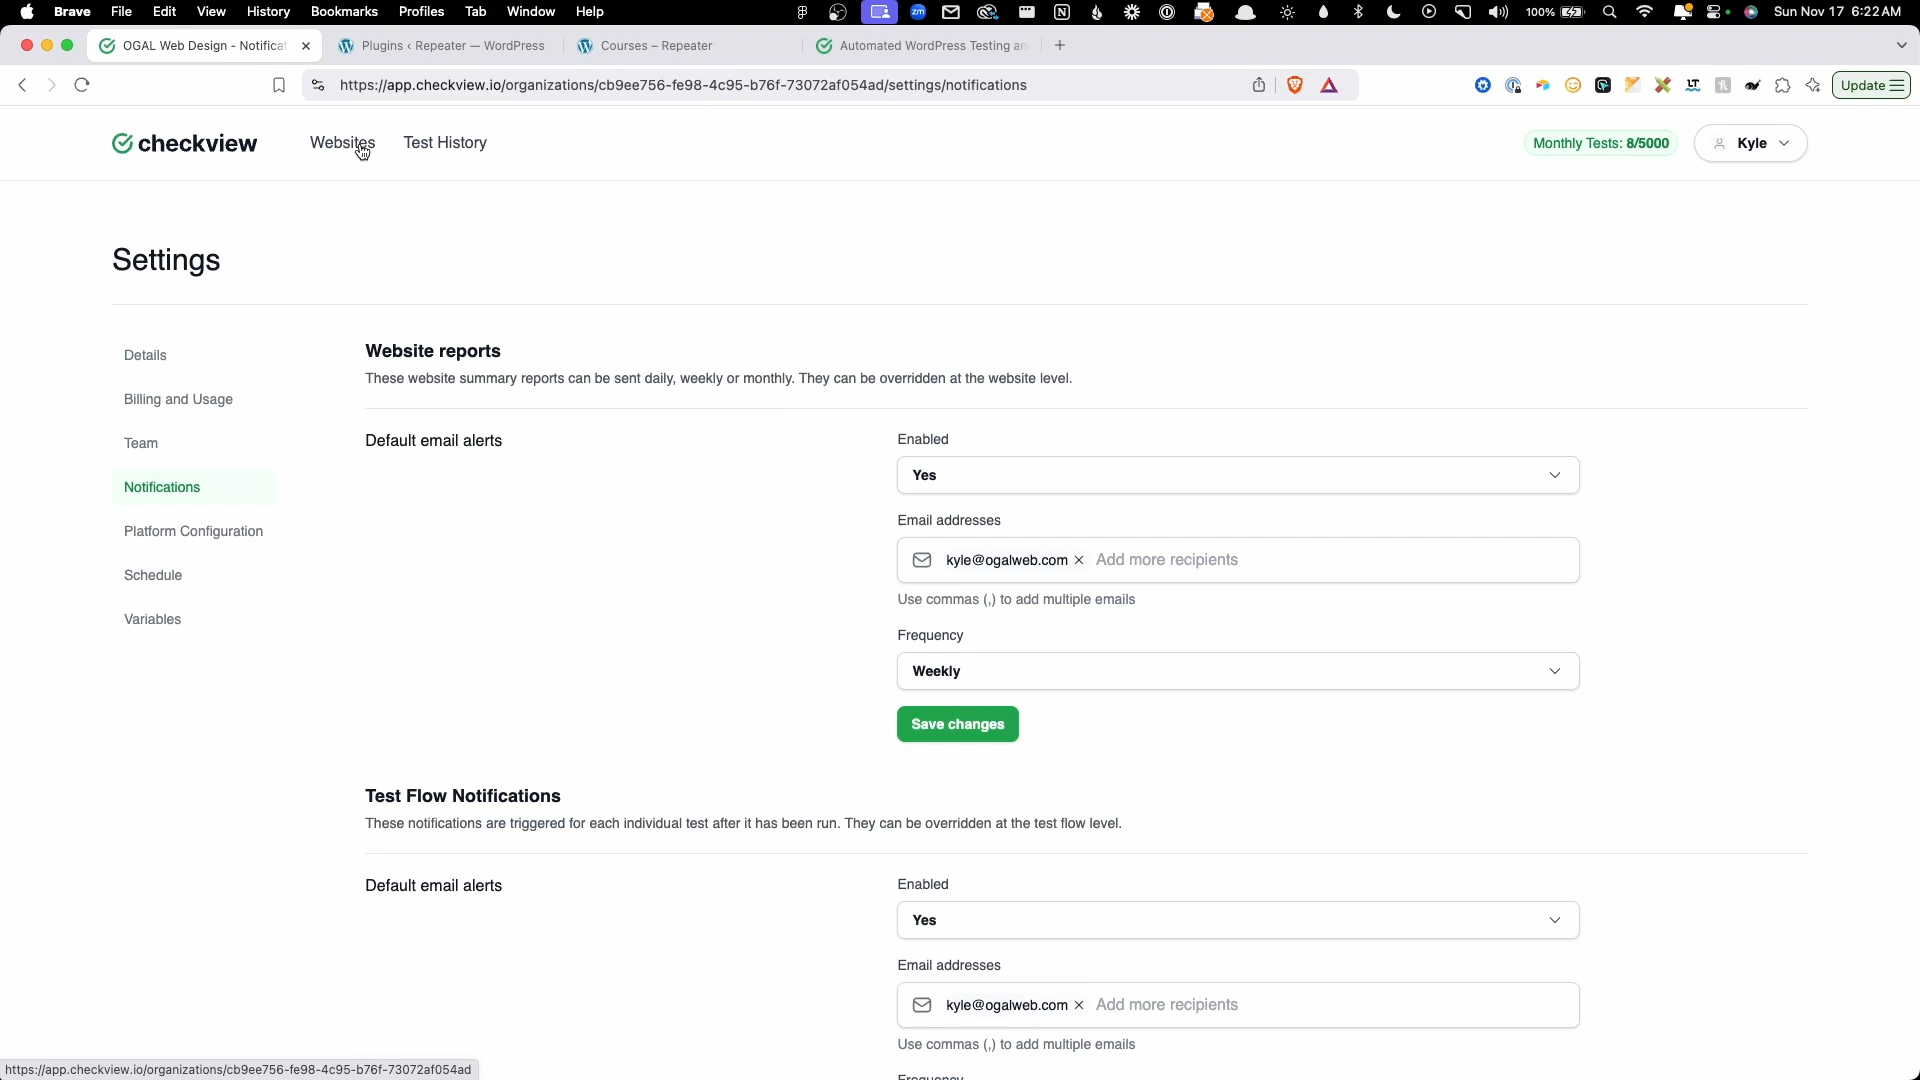 Brave File Edit View History Bookmarks Profiles Tab Window Help
zm
100%
Sun Nov 17 6:22 AM
OGAL Web Design - Notificat
Plugins ‹ Repeater — WordPress
Courses – Repeater
Automated WordPress Testing an
https://app.checkview.io/organizations/cb9ee756-fe98-4c95-b76f-73072af054ad/settings/notifications
LT
Update
checkview
Websites
Test History
Monthly Tests: 8/5000
Kyle
Settings
Details
Billing and Usage
Team
Notifications
Platform Configuration
Schedule
Variables
Website reports
These website summary reports can be sent daily, weekly or monthly. They can be overridden at the website level.
Default email alerts
Enabled
Yes
Email addresses
kyle@ogalweb.com × Add more recipients
Use commas (,) to add multiple emails
Frequency
Weekly
Save changes
Test Flow Notifications
These notifications are triggered for each individual test after it has been run. They can be overridden at the test flow level.
Default email alerts
Enabled
Yes
Email addresses
kyle@ogalweb.com × Add more recipients
Use commas (,) to add multiple emails
Frequency
https://app.checkview.io/organizations/cb9ee756-fe98-4c95-b76f-73072af054ad